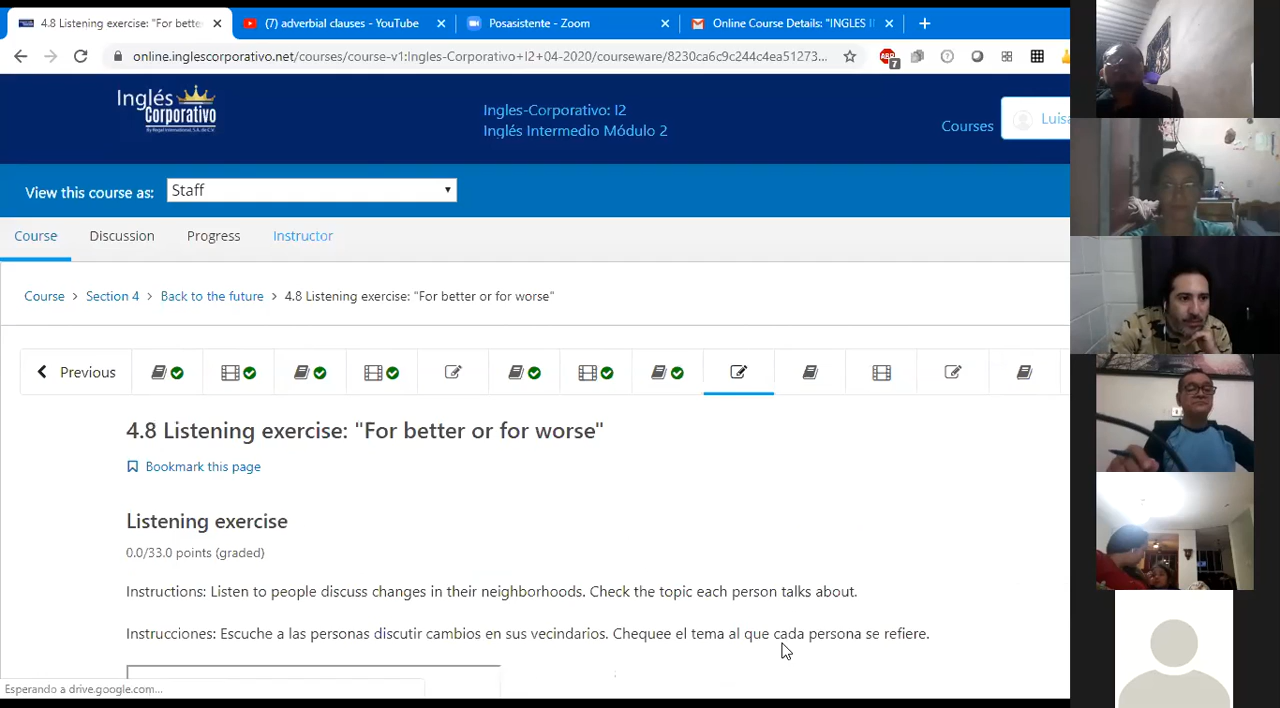 4.8 Listening exercise: "For bette
(7) adverbial clauses - YouTube
Posasistente - Zoom
Online Course Details: "INGLES I
online.inglescorporativo.net/courses/course-v1:ingles-Corporativo+I2+04-2020/courseware/8230ca6c9c244c4ea51273...
7
Inglés
Corporativo
By Regal International, S.A. de C.V.
Ingles-Corporativo: I2
Inglés Intermedio Módulo 2
Courses
Luisa
View this course as:
Staff
Course
Discussion
Progress
Instructor
Course > Section 4 > Back to the future > 4.8 Listening exercise: "For better or for worse"
Previous
4.8 Listening exercise: "For better or for worse"
Bookmark this page
Listening exercise
0.0/33.0 points (graded)
Instructions: Listen to people discuss changes in their neighborhoods. Check the topic each person talks about.
Instrucciones: Escuche a las personas discutir cambios en sus vecindarios. Chequee el tema al que cada persona se refiere.
Esperando a drive.google.com...